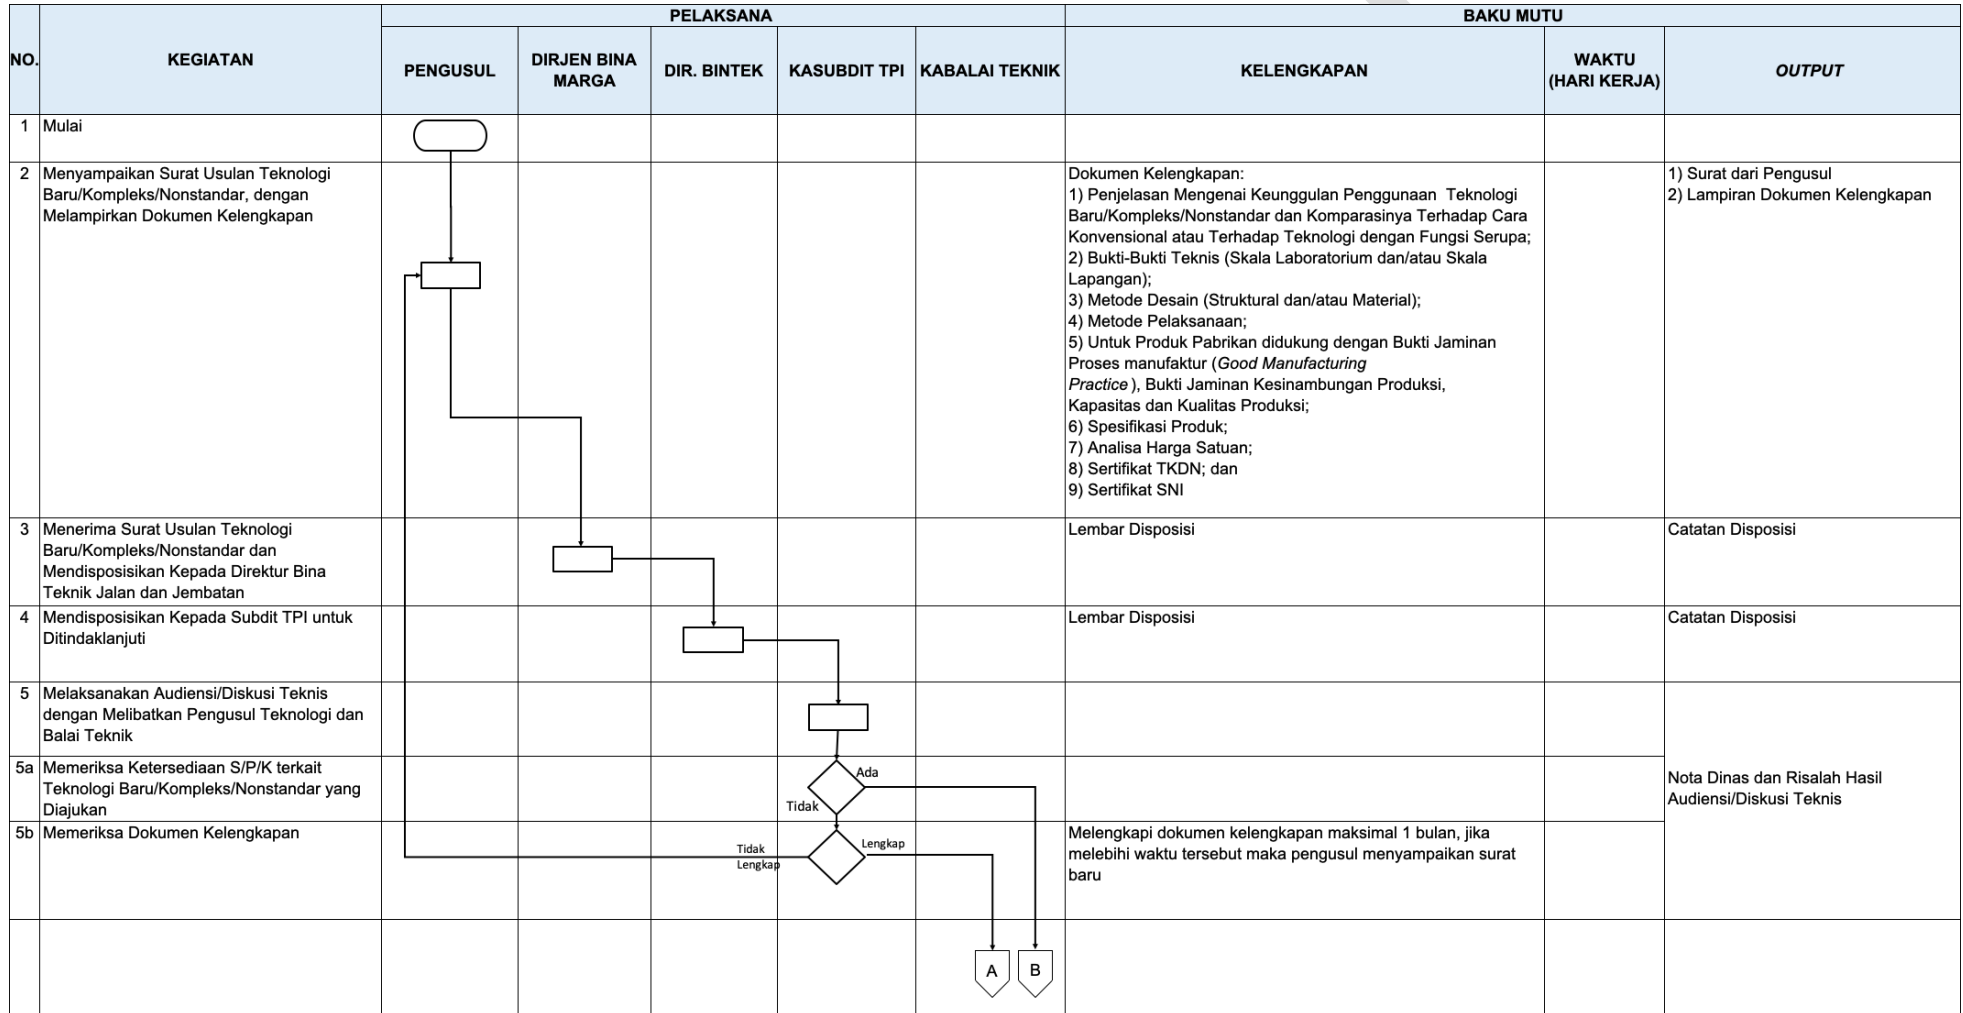 PELAKSANA
BAKU MUTU
NO.
KEGIATAN
PENGUSUL
DIRJEN BINA
MARGA
DIR. BINTEK
KASUBDIT TPI
KABALAI TEKNIK
KELENGKAPAN
WAKTU
(HARI KERJA)
OUTPUT
1
Mulai
2
Menyampaikan Surat Usulan Teknologi
Baru/Kompleks/Nonstandar, dengan
Melampirkan Dokumen Kelengkapan
Dokumen Kelengkapan:
1) Penjelasan Mengenai Keunggulan Penggunaan Teknologi
Baru/Kompleks/Nonstandar dan Komparasinya Terhadap Cara
Konvensional atau Terhadap Teknologi dengan Fungsi Serupa;
2) Bukti-Bukti Teknis (Skala Laboratorium dan/atau Skala
Lapangan);
3) Metode Desain (Struktural dan/atau Material);
4) Metode Pelaksanaan;
5) Untuk Produk Pabrikan didukung dengan Bukti Jaminan
Proses manufaktur (Good Manufacturing
Practice ), Bukti Jaminan Kesinambungan Produksi,
Kapasitas dan Kualitas Produksi;
6) Spesifikasi Produk;
7) Analisa Harga Satuan;
8) Sertifikat TKDN; dan
9) Sertifikat SNI
1) Surat dari Pengusul
2) Lampiran Dokumen Kelengkapan
3
Menerima Surat Usulan Teknologi
Baru/Kompleks/Nonstandar dan
Mendisposisikan Kepada Direktur Bina
Teknik Jalan dan Jembatan
Lembar Disposisi
Catatan Disposisi
4
Mendisposisikan Kepada Subdit TPI untuk
Ditindaklanjuti
Lembar Disposisi
Catatan Disposisi
5
Melaksanakan Audiensi/Diskusi Teknis
dengan Melibatkan Pengusul Teknologi dan
Balai Teknik
5a
Memeriksa Ketersediaan S/P/K terkait
Teknologi Baru/Kompleks/Nonstandar yang
Diajukan
Ada
Tidak
Nota Dinas dan Risalah Hasil
Audiensi/Diskusi Teknis
5b
Memeriksa Dokumen Kelengkapan
Tidak
Lengkap
Lengkap
Melengkapi dokumen kelengkapan maksimal 1 bulan, jika
melebihi waktu tersebut maka pengusul menyampaikan surat
baru
A
B